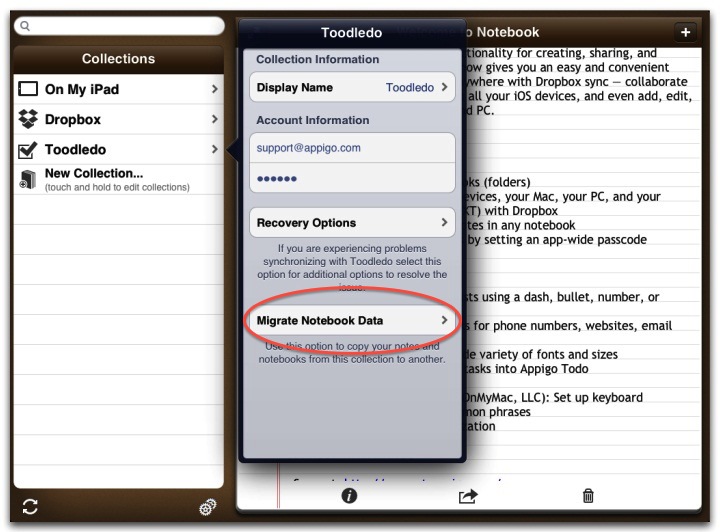 Collections
On My iPad
Dropbox
Toodledo
New Collection...
(touch and hold to edit collections)
Toodledo
Collection Information
Display Name Toodledo
Account Information
support@appigo.com
••••••
Recovery Options
If you are experiencing problems
synchronizing with Toodledo select this
option for additional options to resolve the
issue.
Migrate Notebook Data
Use this option to copy your notes and
notebooks from this collection to another.
o Notebook
+
tionality for creating, sharing, and
ow gives you an easy and convenient
ywhere with Dropbox sync — collaborate
all your iOS devices, and even add, edit,
d PC.
ks (folders)
evices, your Mac, your PC, and your
XT) with Dropbox
tes in any notebook
by setting an app-wide passcode
sts using a dash, bullet, number, or
s for phone numbers, websites, email
de variety of fonts and sizes
tasks into Appigo Todo
OnMyMac, LLC): Set up keyboard
mon phrases
ation